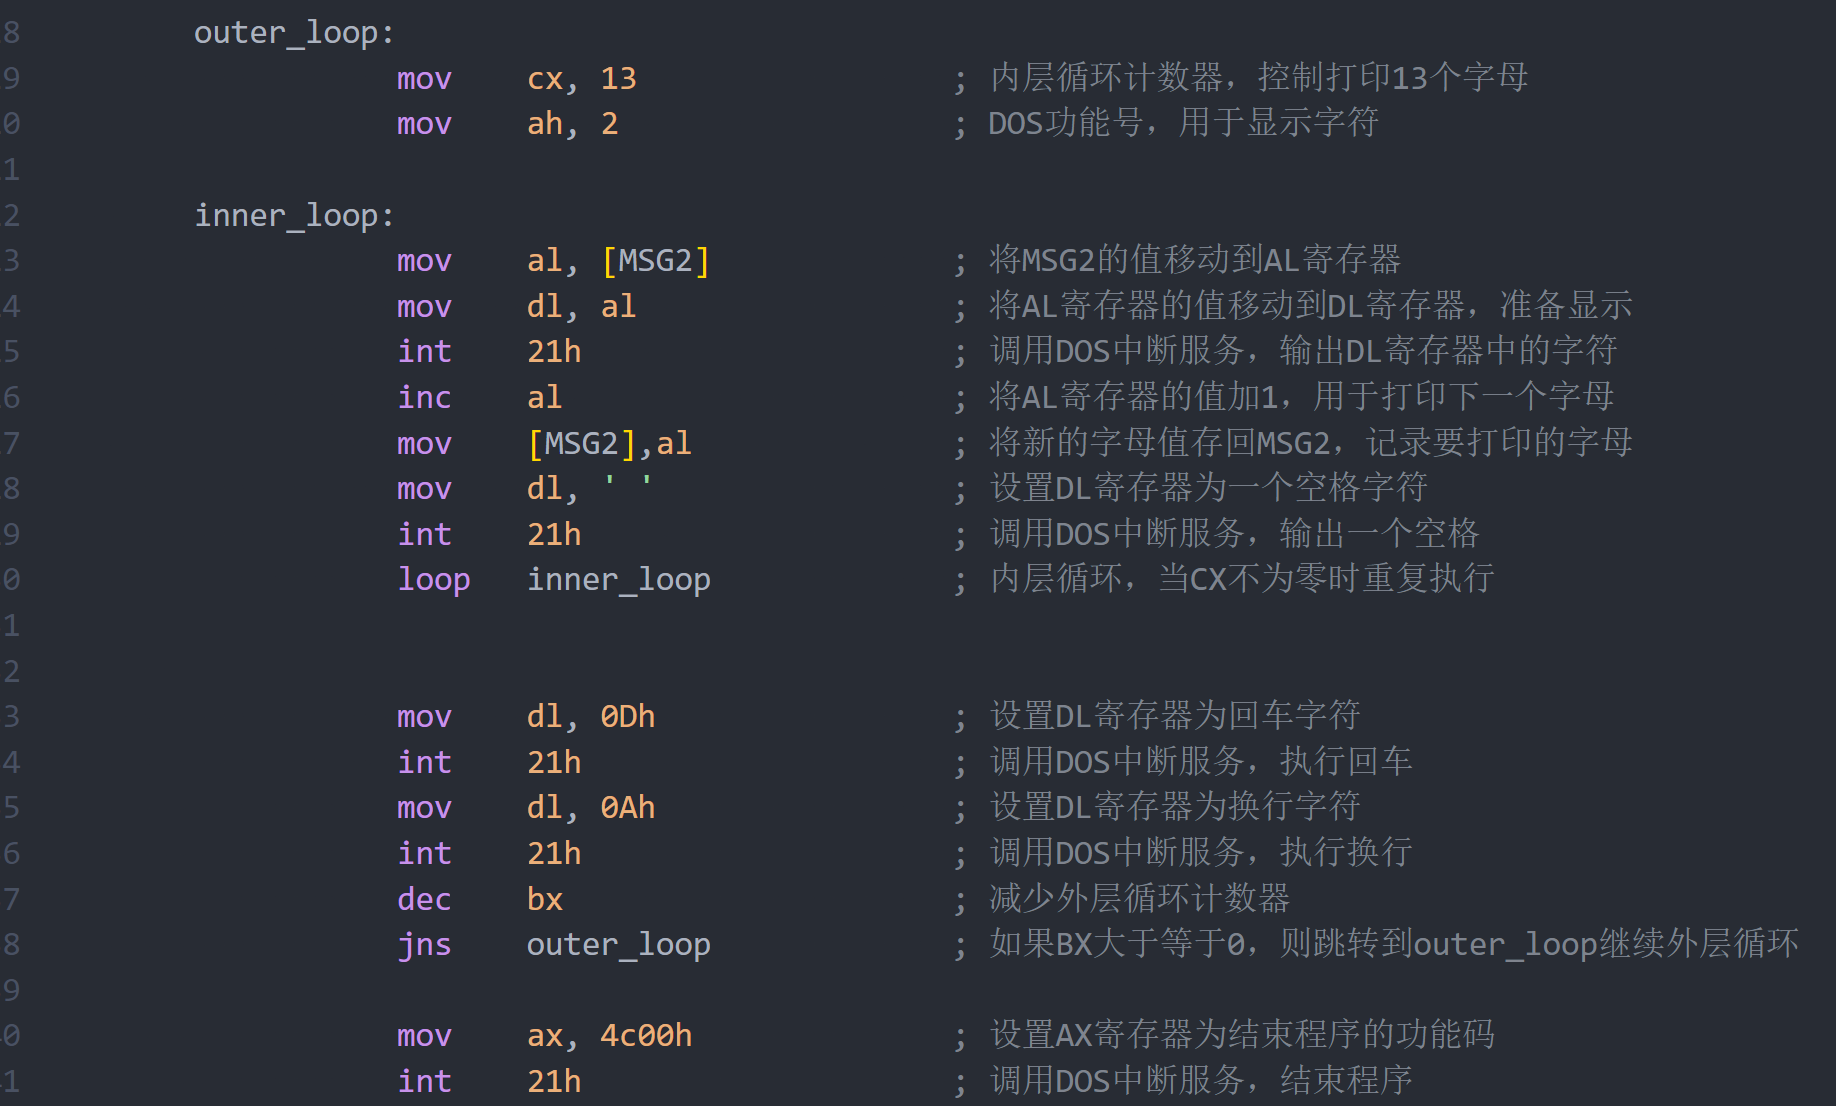 8 outer_loop:
9 mov cx, 13 ; 内层循环计数器，控制打印13个字母
0 mov ah, 2 ; DOS功能号，用于显示字符
1
2 inner_loop:
3 mov al, [MSG2] ; 将MSG2的值移动到AL寄存器
4 mov dl, al ; 将AL寄存器的值移动到DL寄存器，准备显示
5 int 21h ; 调用DOS中断服务，输出DL寄存器中的字符
6 inc al ; 将AL寄存器的值加1，用于打印下一个字母
7 mov [MSG2],al ; 将新的字母值存回MSG2，记录要打印的字母
8 mov dl, ' ' ; 设置DL寄存器为一个空格字符
9 int 21h ; 调用DOS中断服务，输出一个空格
0 loop inner_loop ; 内层循环，当CX不为零时重复执行
1
2
3 mov dl, 0Dh ; 设置DL寄存器为回车字符
4 int 21h ; 调用DOS中断服务，执行回车
5 mov dl, 0Ah ; 设置DL寄存器为换行字符
6 int 21h ; 调用DOS中断服务，执行换行
7 dec bx ; 减少外层循环计数器
8 jns outer_loop ; 如果BX大于等于0，则跳转到outer_loop继续外层循环
9
0 mov ax, 4c00h ; 设置AX寄存器为结束程序的功能码
1 int 21h ; 调用DOS中断服务，结束程序